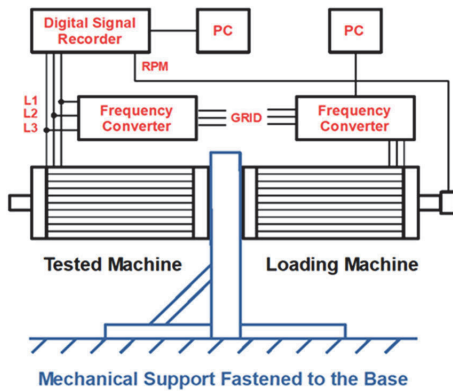 Digital Signal
Recorder
PC
PC
RPM
L1
L2
L3
Frequency
Converter
GRID
Frequency
Converter
Tested Machine
Loading Machine
Mechanical Support Fastened to the Base